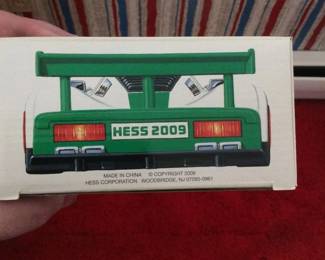 HESS 2009
MADE IN CHINA © COPYRIGHT 2009
HESS CORPORATION WOODBRIDGE, NJ 07095-0961